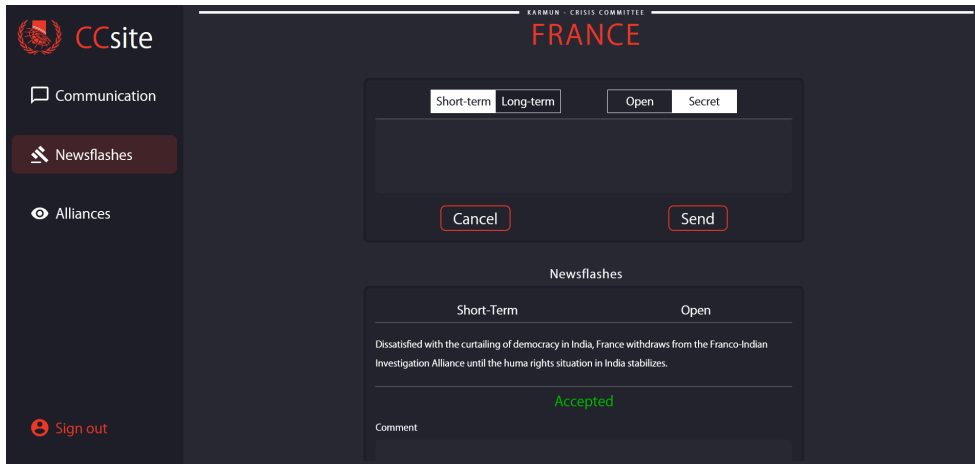 KARMUN - CRISIS COMMITTEE
FRANCE
CCsite
Communication
Newsflashes
Alliances
Sign out
Short-term Long-term Open Secret
Cancel Send
Newsflashes
Short-Term Open
Dissatisfied with the curtailing of democracy in India, France withdraws from the Franco-Indian
Investigation Alliance until the huma rights situation in India stabilizes.
Accepted
Comment